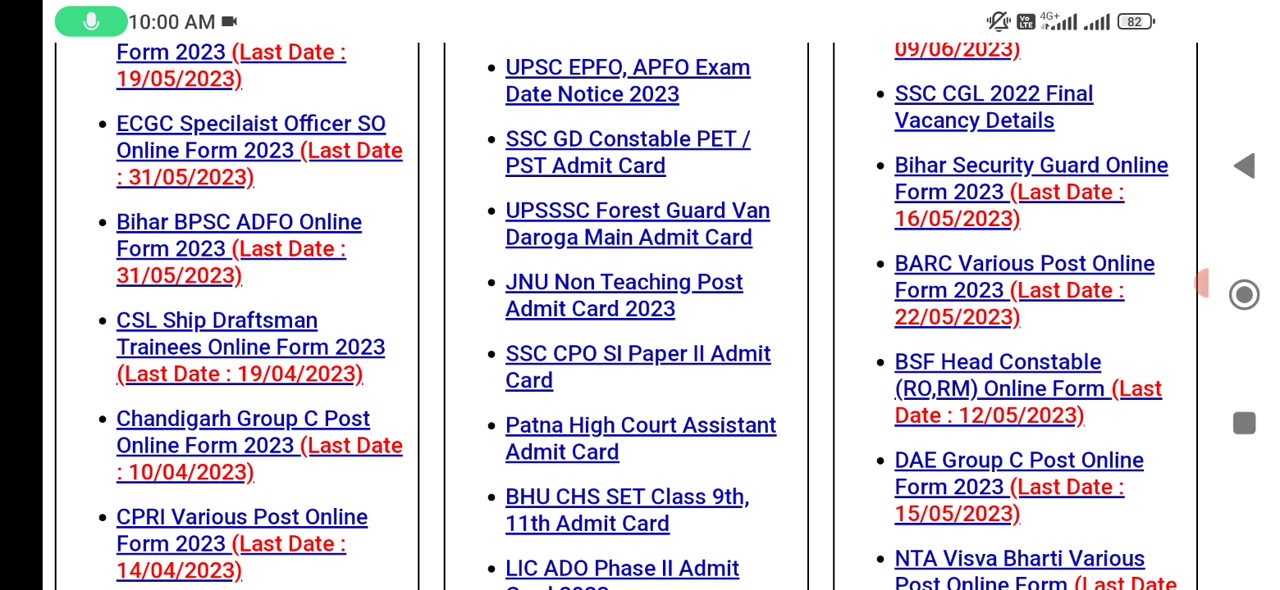 10:00 AM
Vo LTE 4G+ 82
Form 2023 (Last Date :
19/05/2023)
ECGC Specilaist Officer SO
Online Form 2023 (Last Date
: 31/05/2023)
Bihar BPSC ADFO Online
Form 2023 (Last Date :
31/05/2023)
CSL Ship Draftsman
Trainees Online Form 2023
(Last Date : 19/04/2023)
Chandigarh Group C Post
Online Form 2023 (Last Date
: 10/04/2023)
CPRI Various Post Online
Form 2023 (Last Date :
14/04/2023)
UPSC EPFO, APFO Exam
Date Notice 2023
SSC GD Constable PET /
PST Admit Card
UPSSSC Forest Guard Van
Daroga Main Admit Card
JNU Non Teaching Post
Admit Card 2023
SSC CPO SI Paper II Admit
Card
Patna High Court Assistant
Admit Card
BHU CHS SET Class 9th,
11th Admit Card
LIC ADO Phase II Admit
09/06/2023)
SSC CGL 2022 Final
Vacancy Details
Bihar Security Guard Online
Form 2023 (Last Date :
16/05/2023)
BARC Various Post Online
Form 2023 (Last Date :
22/05/2023)
BSF Head Constable
(RO,RM) Online Form (Last
Date : 12/05/2023)
DAE Group C Post Online
Form 2023 (Last Date :
15/05/2023)
NTA Visva Bharti Various
Post Online Form (Last Date